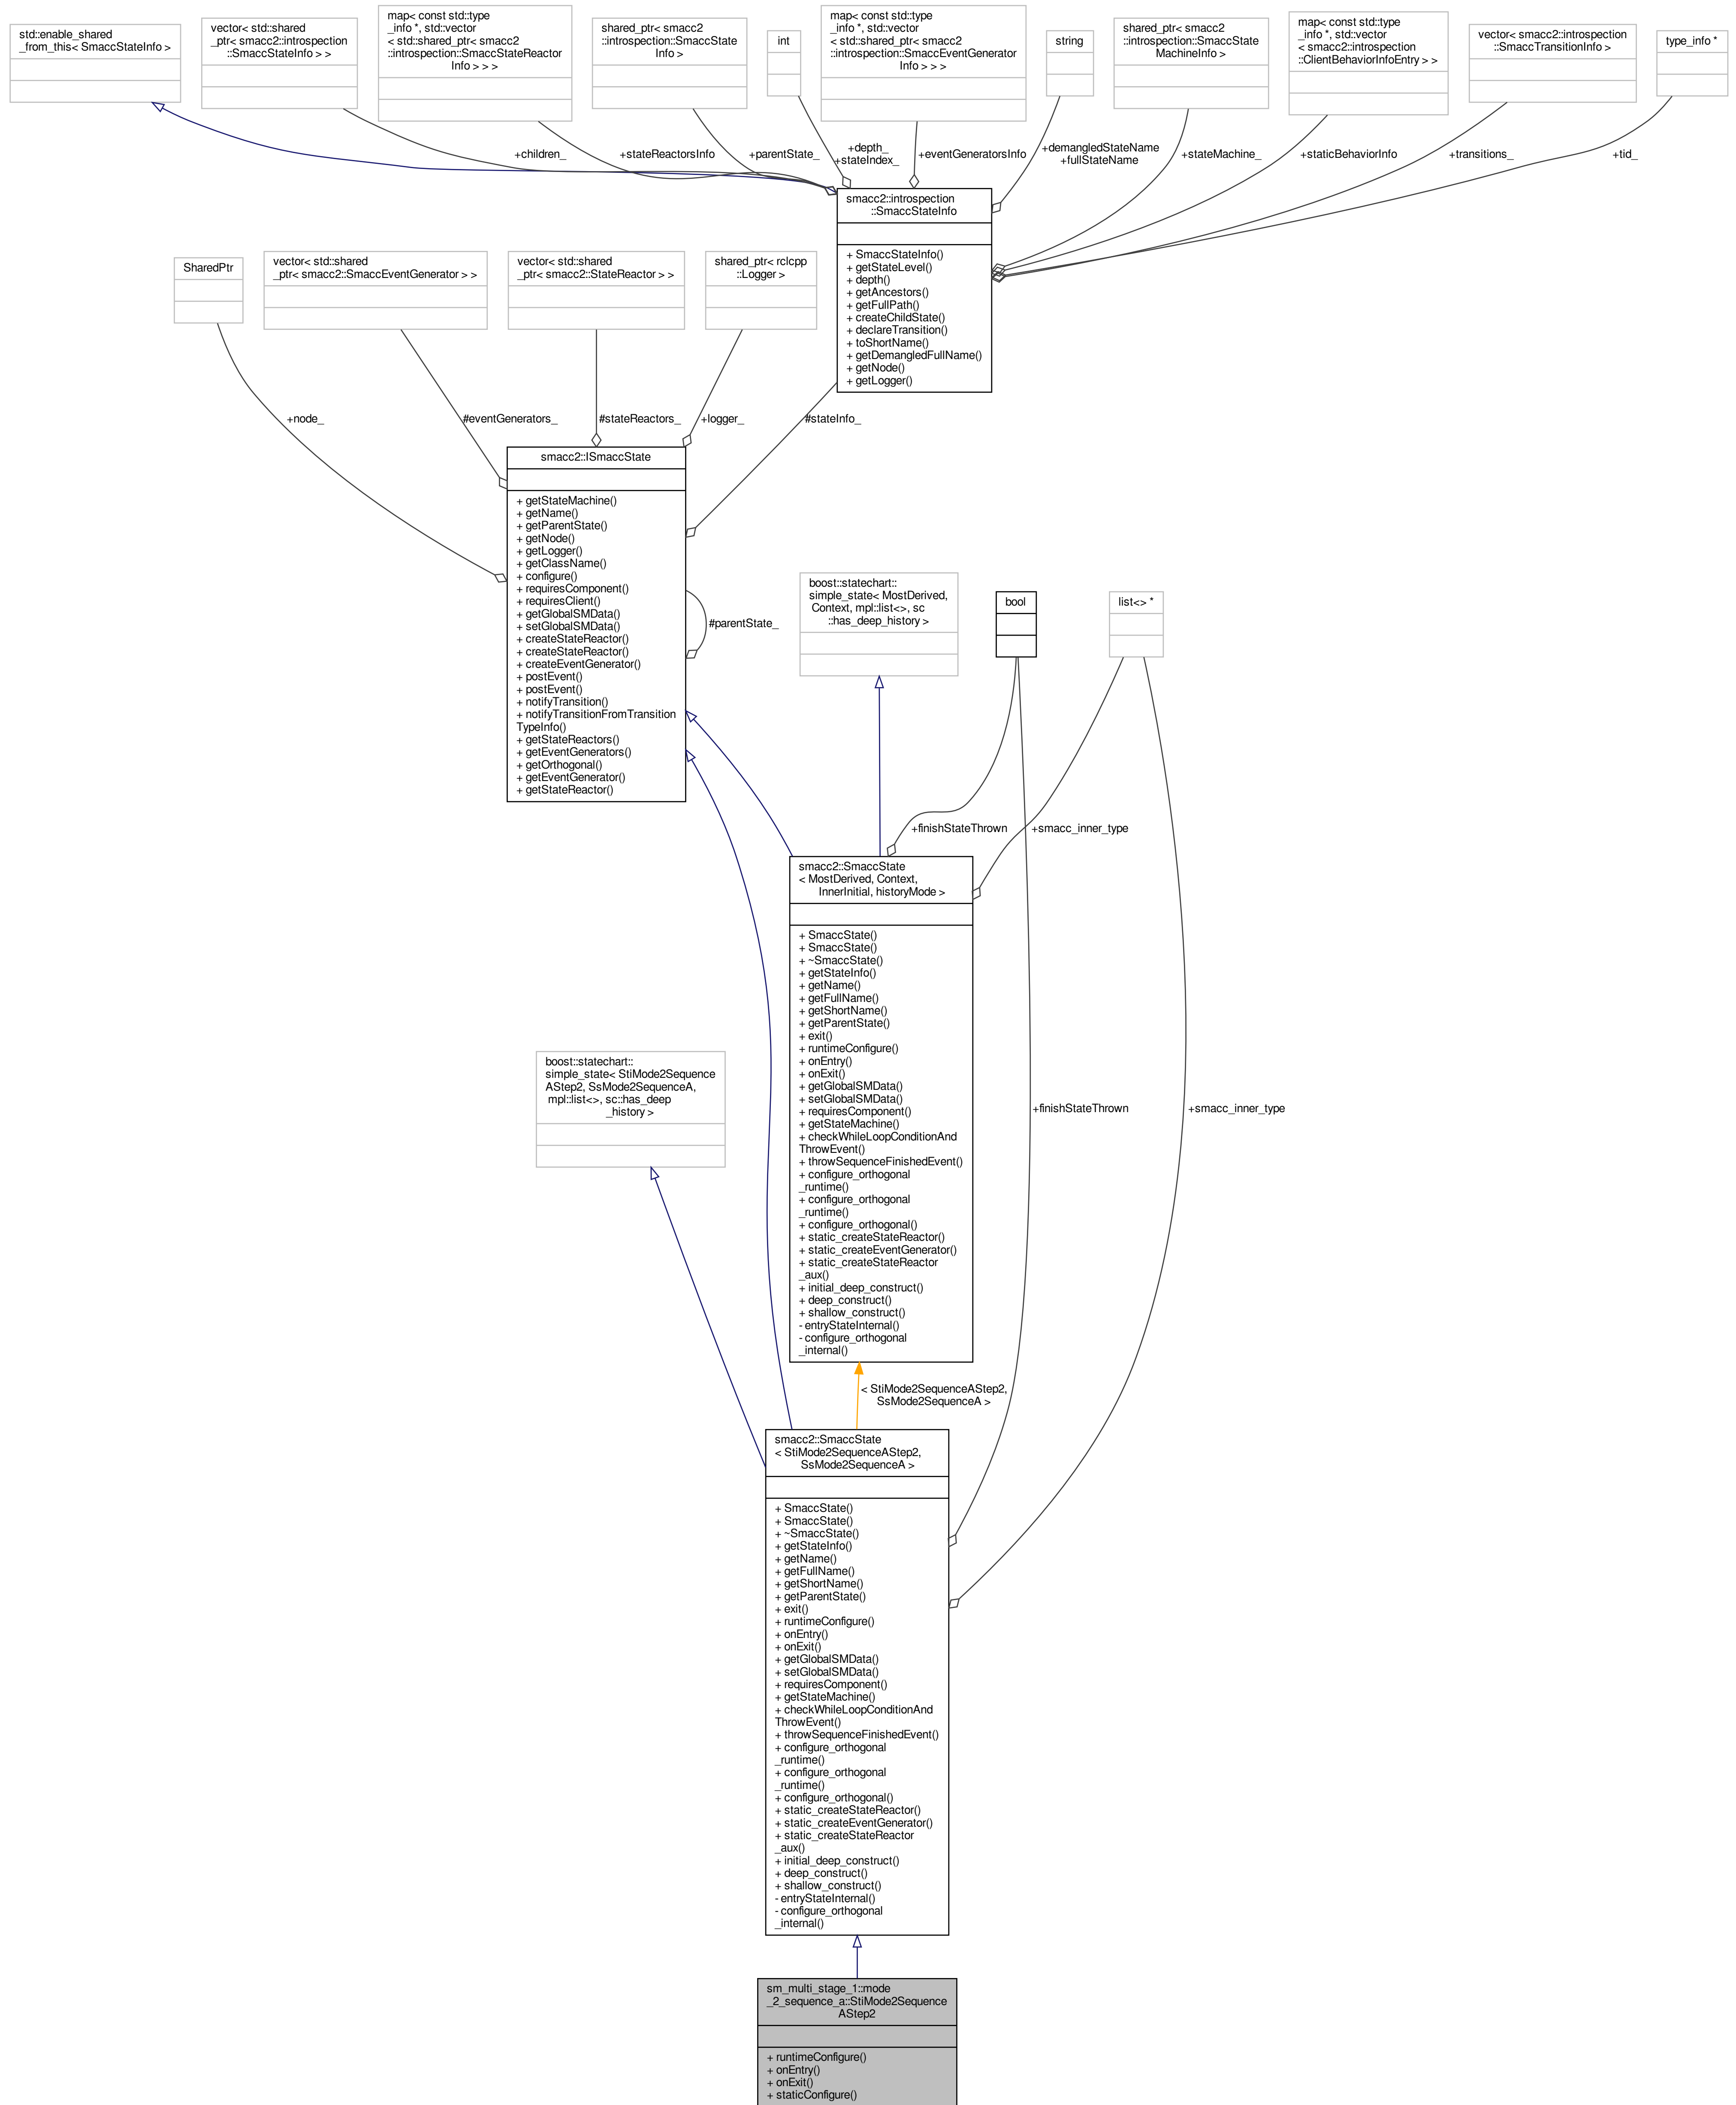 std::enable_shared
_from_this< SmaccStateInfo >
vector< std::shared
_ptr< smacc2::introspection
::SmaccStateInfo > >
map< const std::type
_info *, std::vector
< std::shared_ptr< smacc2
::introspection::SmaccStateReactor
Info > > >
shared_ptr< smacc2
::introspection::SmaccState
Info >
int
map< const std::type
_info *, std::vector
< std::shared_ptr< smacc2
::introspection::SmaccEventGenerator
Info > > >
string
shared_ptr< smacc2
::introspection::SmaccState
MachineInfo >
map< const std::type
_info *, std::vector
< smacc2::introspection
::ClientBehaviorInfoEntry > >
vector< smacc2::introspection
::SmaccTransitionInfo >
type_info *
+children_
+stateReactorsInfo
+parentState_
+depth_
+stateIndex_
+eventGeneratorsInfo
+demangledStateName
+fullStateName
+stateMachine_
+staticBehaviorInfo
+transitions_
+tid_
smacc2::introspection
::SmaccStateInfo
+ SmaccStateInfo()
+ getStateLevel()
+ depth()
+ getAncestors()
+ getFullPath()
+ createChildState()
+ declareTransition()
+ toShortName()
+ getDemangledFullName()
+ getNode()
+ getLogger()
SharedPtr
vector< std::shared
_ptr< smacc2::SmaccEventGenerator > >
vector< std::shared
_ptr< smacc2::StateReactor > >
shared_ptr< rclcpp
::Logger >
+node_
#eventGenerators_
#stateReactors_
+logger_
#stateInfo_
smacc2::ISmaccState
+ getStateMachine()
+ getName()
+ getParentState()
+ getNode()
+ getLogger()
+ getClassName()
+ configure()
+ requiresComponent()
+ requiresClient()
+ getGlobalSMData()
+ setGlobalSMData()
+ createStateReactor()
+ createStateReactor()
+ createEventGenerator()
+ postEvent()
+ postEvent()
+ notifyTransition()
+ notifyTransitionFromTransition
TypeInfo()
+ getStateReactors()
+ getEventGenerators()
+ getOrthogonal()
+ getEventGenerator()
+ getStateReactor()
#parentState_
boost::statechart::
simple_state< MostDerived,
Context, mpl::list<>, sc
::has_deep_history >
bool
list<> *
+finishStateThrown
+smacc_inner_type
smacc2::SmaccState
< MostDerived, Context,
InnerInitial, historyMode >
+ SmaccState()
+ SmaccState()
+ ~SmaccState()
+ getStateInfo()
+ getName()
+ getFullName()
+ getShortName()
+ getParentState()
+ exit()
+ runtimeConfigure()
+ onEntry()
+ onExit()
+ getGlobalSMData()
+ setGlobalSMData()
+ requiresComponent()
+ getStateMachine()
+ checkWhileLoopConditionAnd
ThrowEvent()
+ throwSequenceFinishedEvent()
+ configure_orthogonal
_runtime()
+ configure_orthogonal
_runtime()
+ configure_orthogonal()
+ static_createStateReactor()
+ static_createEventGenerator()
+ static_createStateReactor
_aux()
+ initial_deep_construct()
+ deep_construct()
+ shallow_construct()
- entryStateInternal()
- configure_orthogonal
_internal()
boost::statechart::
simple_state< StiMode2Sequence
AStep2, SsMode2SequenceA,
mpl::list<>, sc::has_deep
_history >
+finishStateThrown
+smacc_inner_type
< StiMode2SequenceAStep2,
SsMode2SequenceA >
smacc2::SmaccState
< StiMode2SequenceAStep2,
SsMode2SequenceA >
+ SmaccState()
+ SmaccState()
+ ~SmaccState()
+ getStateInfo()
+ getName()
+ getFullName()
+ getShortName()
+ getParentState()
+ exit()
+ runtimeConfigure()
+ onEntry()
+ onExit()
+ getGlobalSMData()
+ setGlobalSMData()
+ requiresComponent()
+ getStateMachine()
+ checkWhileLoopConditionAnd
ThrowEvent()
+ throwSequenceFinishedEvent()
+ configure_orthogonal
_runtime()
+ configure_orthogonal
_runtime()
+ configure_orthogonal()
+ static_createStateReactor()
+ static_createEventGenerator()
+ static_createStateReactor
_aux()
+ initial_deep_construct()
+ deep_construct()
+ shallow_construct()
- entryStateInternal()
- configure_orthogonal
_internal()
sm_multi_stage_1::mode
_2_sequence_a::StiMode2Sequence
AStep2
+ runtimeConfigure()
+ onEntry()
+ onExit()
+ staticConfigure()